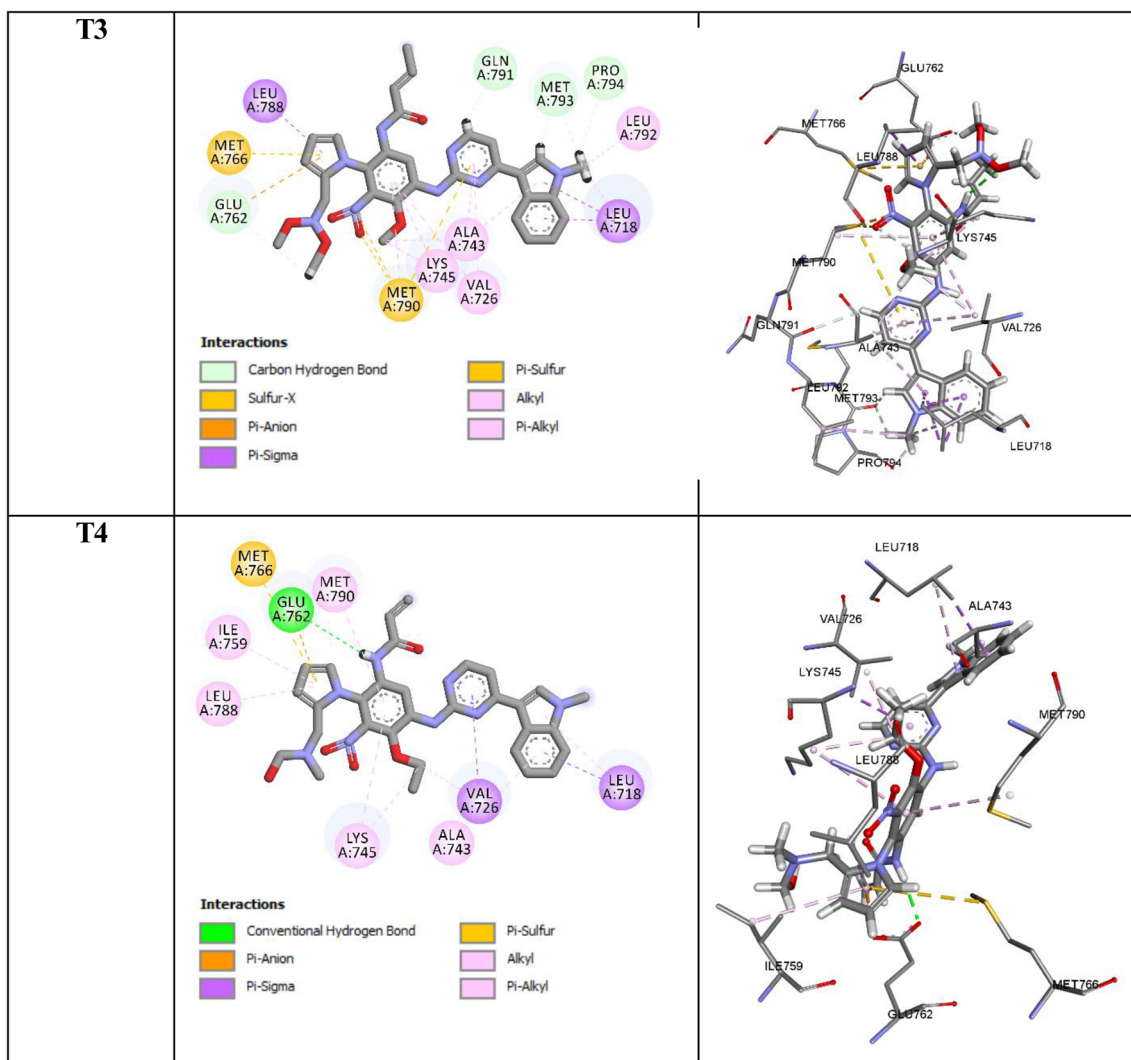 T3
GLN
A:791
MET
A:793
PRO
A:794
LEU
A:788
LEU
A:792
MET
A:766
GLU
A:762
LEU
A:718
ALA
A:743
LYS
A:745
VAL
A:726
MET
A:790
Interactions
Carbon Hydrogen Bond
Sulfur-X
Pi-Anion
Pi-Sigma
Pi-Sulfur
Alkyl
Pi-Alkyl
GLU762
MET766
LEU788
LYS745
MET790
GLN791
VAL726
ALA743
LEU792
MET793
LEU718
PRO794
T4
MET
A:766
MET
A:790
GLU
A:762
ILE
A:759
LEU
A:788
LEU
A:718
VAL
A:726
LYS
A:745
ALA
A:743
Interactions
Conventional Hydrogen Bond
Pi-Anion
Pi-Sigma
Pi-Sulfur
Alkyl
Pi-Alkyl
LEU718
ALA743
VAL726
LYS745
MET790
LEU788
ILE759
MET766
GLU762